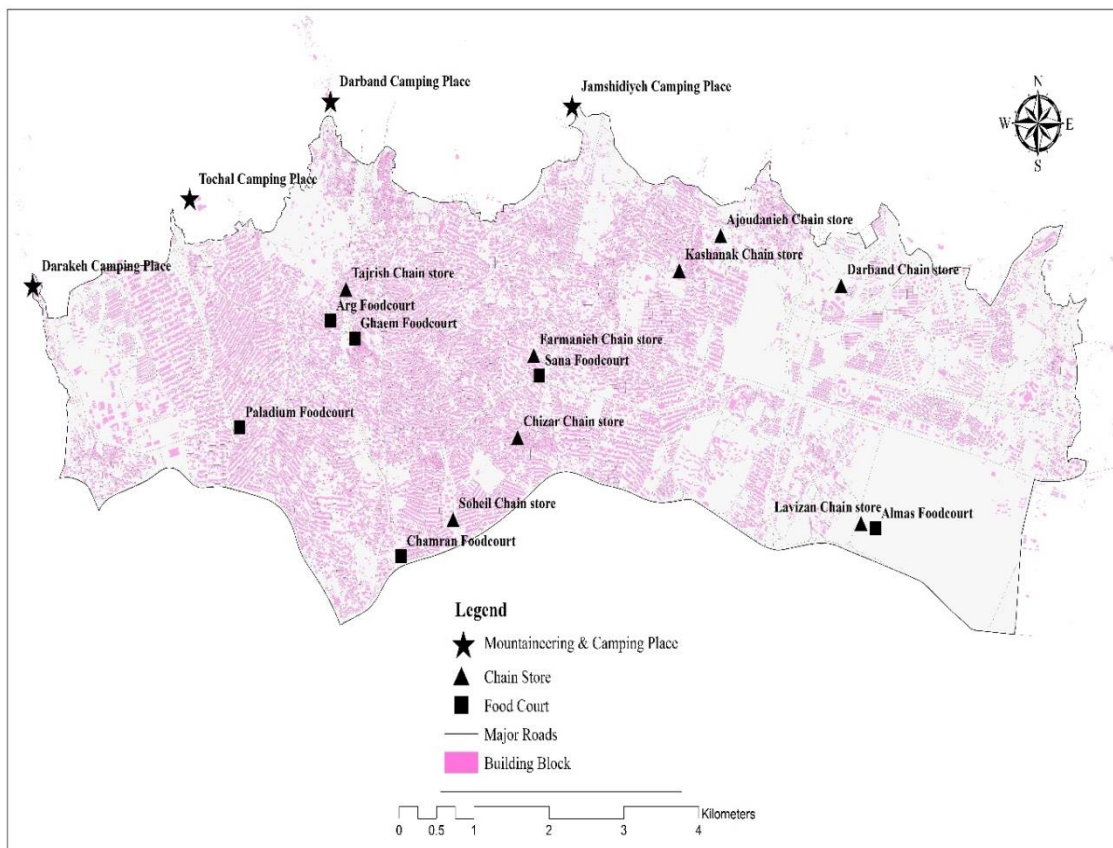 Darband Camping Place
Jamshidiyeh Camping Place
N
W E
S
Tochal Camping Place
Ajoudanieh Chain store
Kashanak Chain store
Darakeh Camping Place
Tajrish Chain store
Darband Chain store
Arg Foodcourt
Ghaem Foodcourt
Farmanieh Chain store
Sana Foodcourt
Paladium Foodcourt
Chizar Chain store
Soheil Chain store
Lavizan Chain store
Almas Foodcourt
Chamran Foodcourt
Legend
Mountaineering & Camping Place
Chain Store
Food Court
Major Roads
Building Block
Kilometers
0 0.5 1 2 3 4